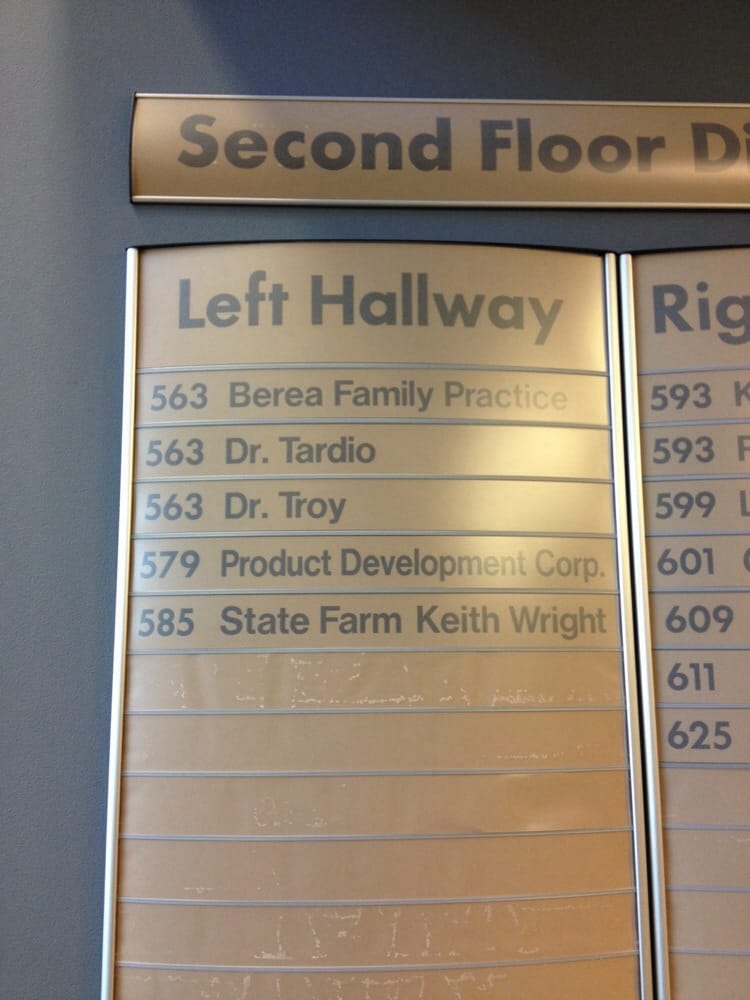 Second Floor
Left Hallway
563 Berea Family Practice
563 Dr. Tardio
563 Dr. Troy
579 Product Development Corp.
585 State Farm Keith Wright
593
593
599
601
609
611
625